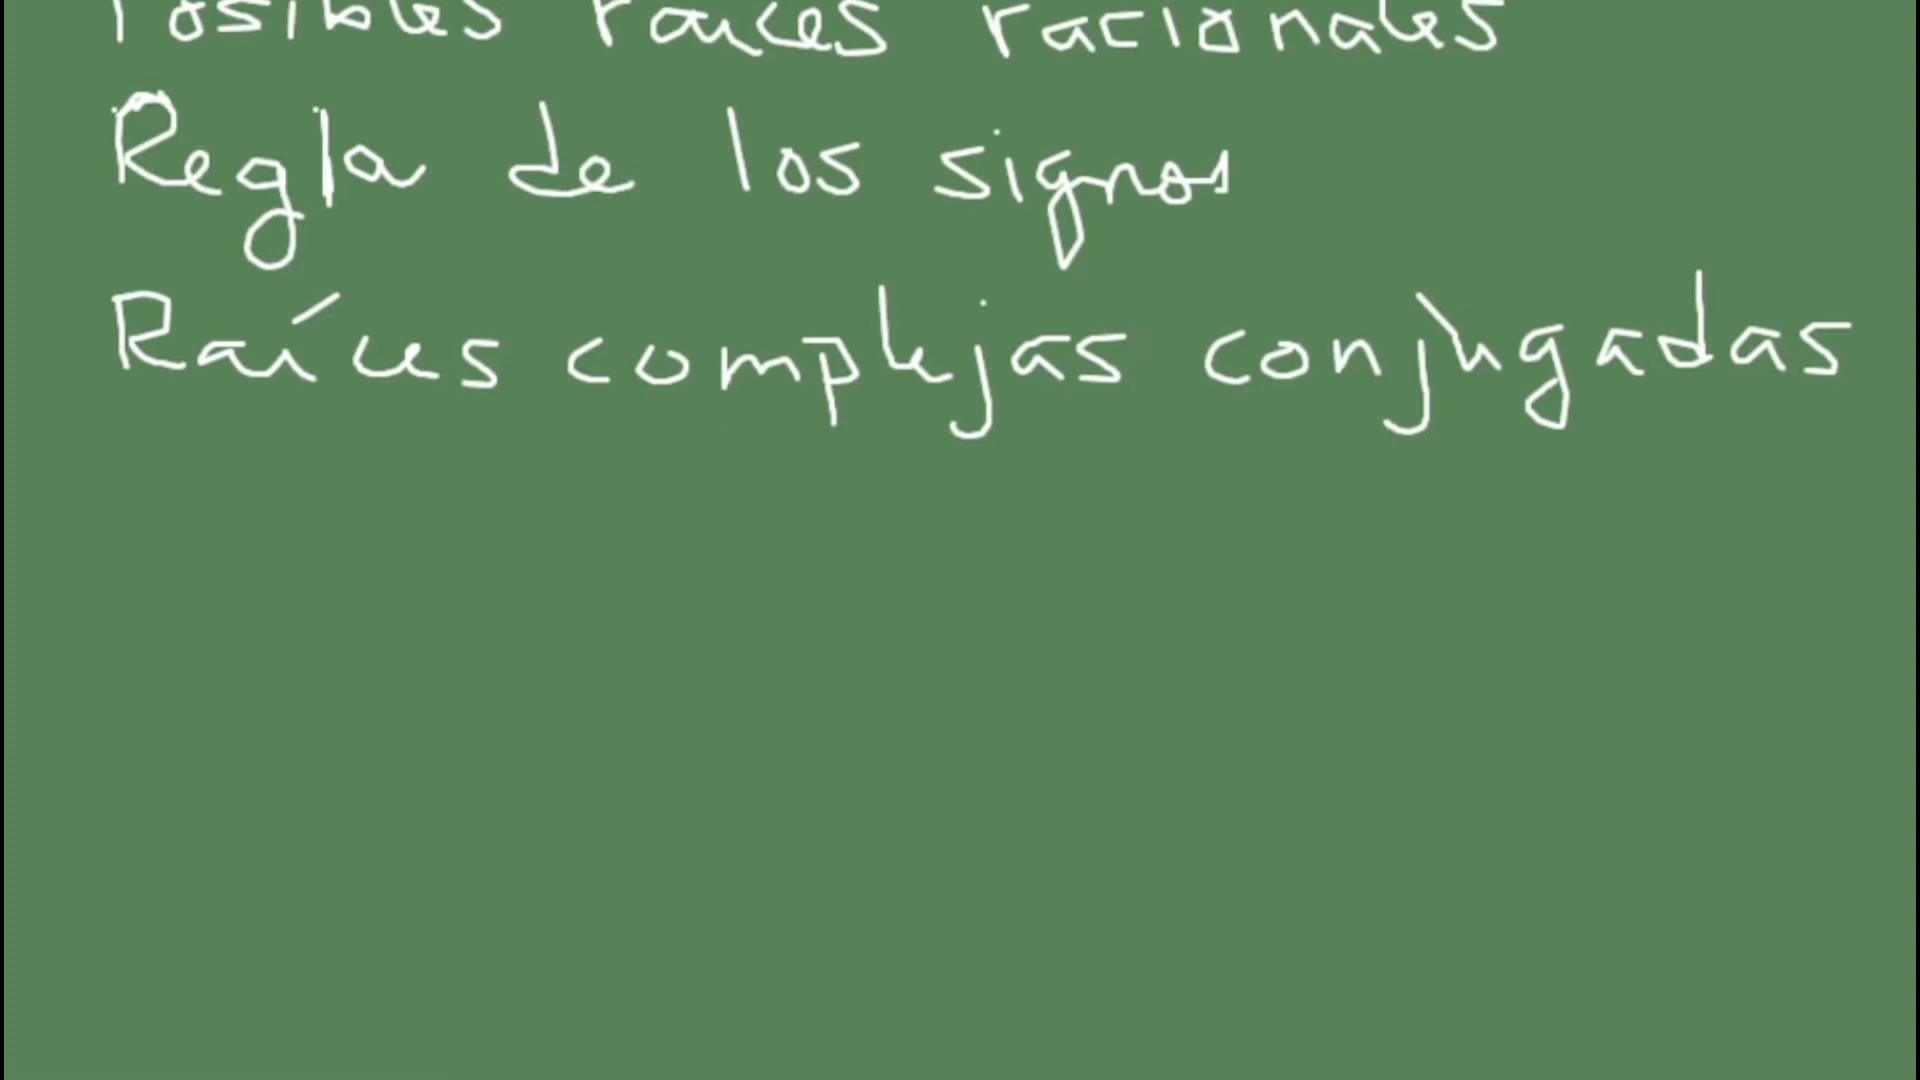 Posibles raíces racionales
Regla de los signos
Raíces complejas conjugadas